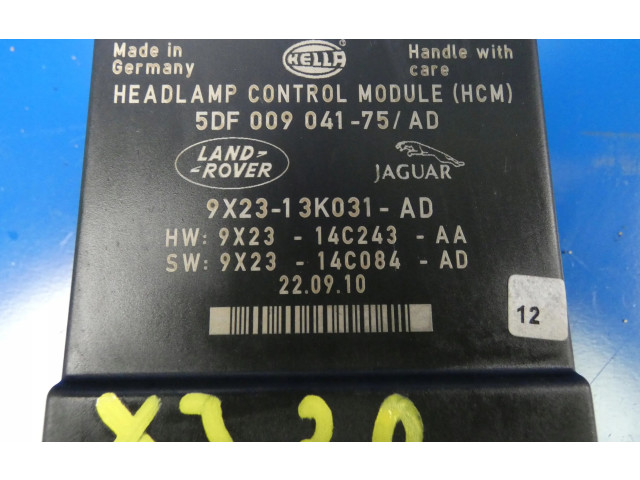 Made in
Germany
HELLA
Handle with
care
HEADLAMP CONTROL MODULE (HCM)
5DF 009 041-75/AD
LAND
ROVER
JAGUAR
9X23-13K031-AD
HW: 9X23 - 14C243 - AA
SW: 9X23 - 14C084 - AD
22.09.10
12